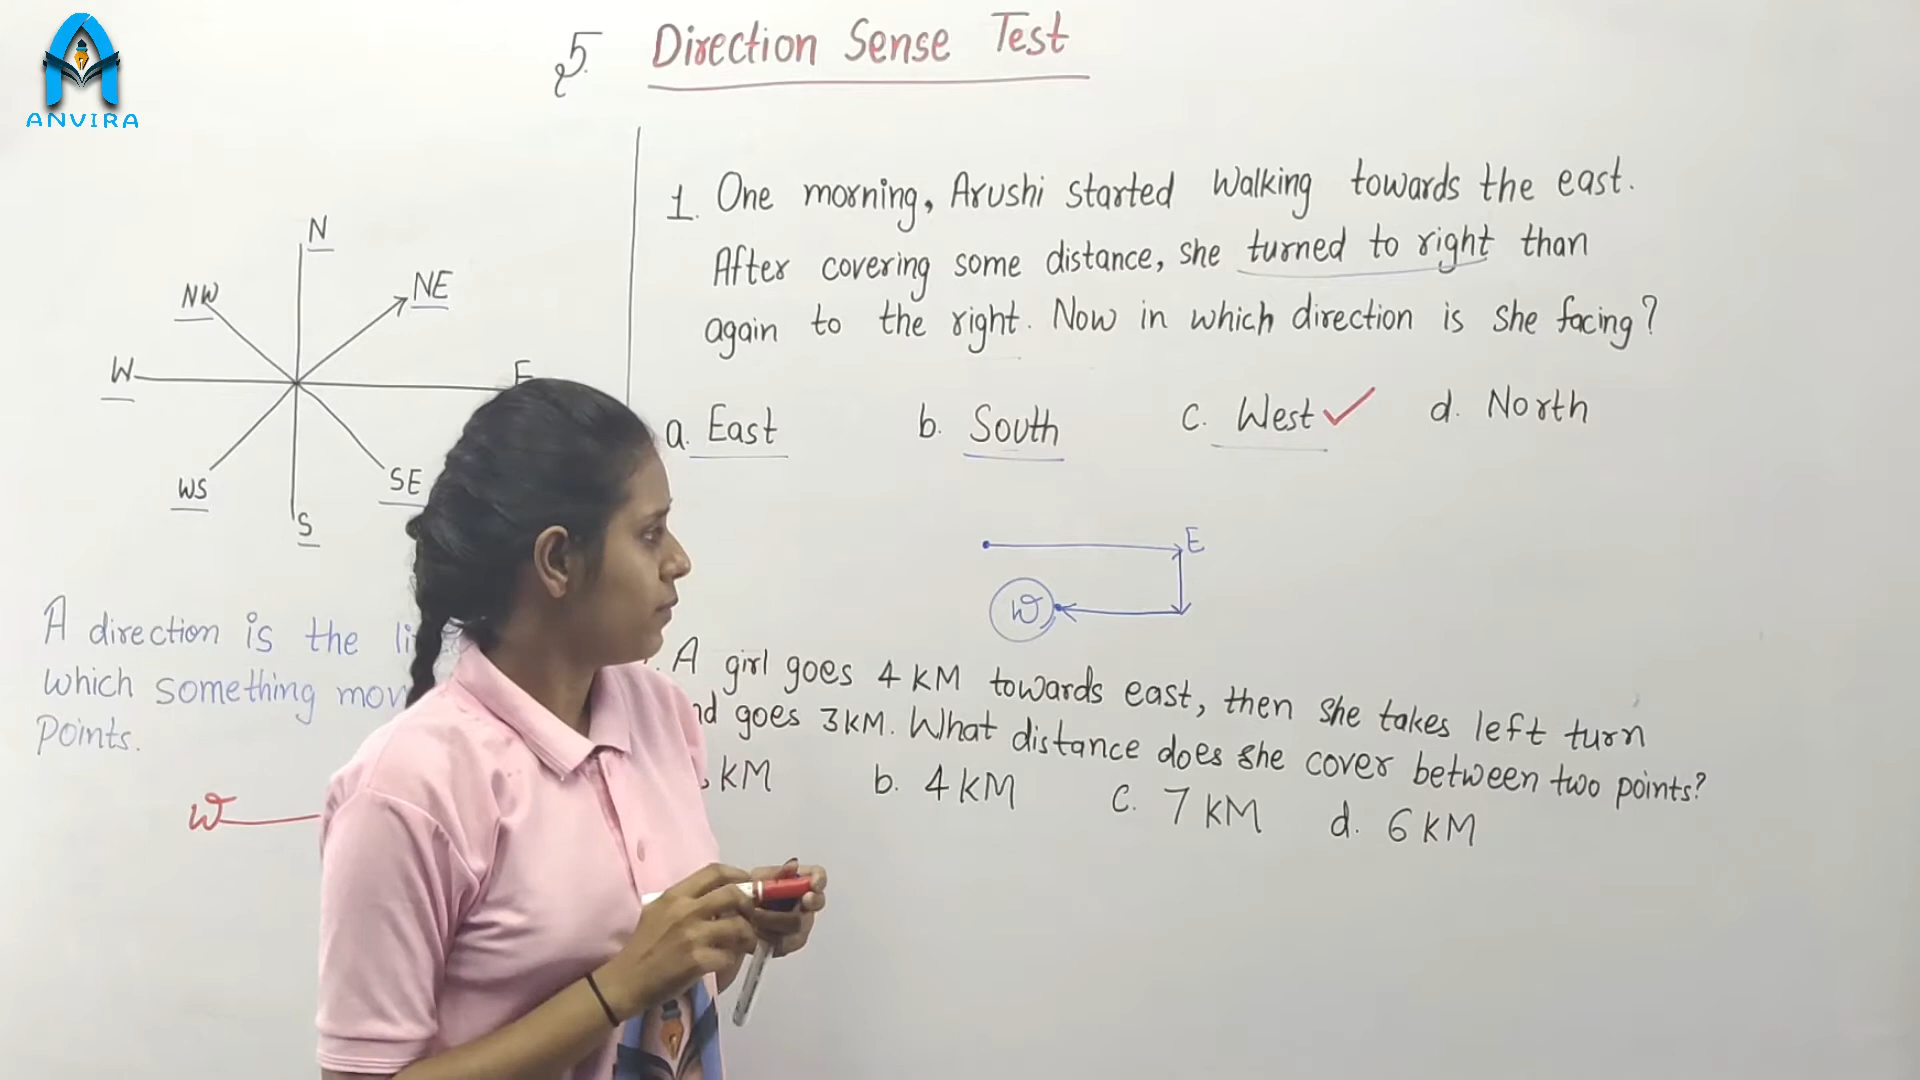 ANVIRA
5. Direction Sense Test
N
NW
NE
W
E
WS
SE
S
A direction is the
which something
points.
W
1. One morning, Arushi started walking towards the east.
After covering some distance, she turned to right than
again to the right. Now in which direction is she facing?
a. East b. South c. West ✓ d. North
E
W
A girl goes 4 KM towards east, then she takes left turn
goes 3KM. What distance does she cover between two points?
KM b. 4 KM c. 7 KM d. 6 KM